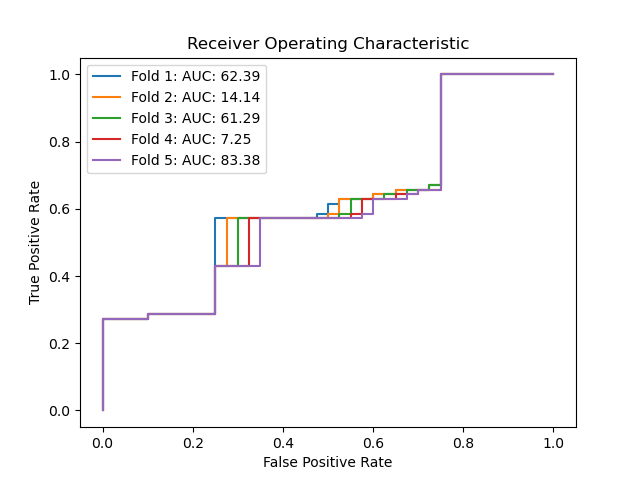 Receiver Operating Characteristic
Fold 1: AUC: 62.39
Fold 2: AUC: 14.14
Fold 3: AUC: 61.29
Fold 4: AUC: 7.25
Fold 5: AUC: 83.38
True Positive Rate
1.0
0.8
0.6
0.4
0.2
0.0
0.0 0.2 0.4 0.6 0.8 1.0
False Positive Rate